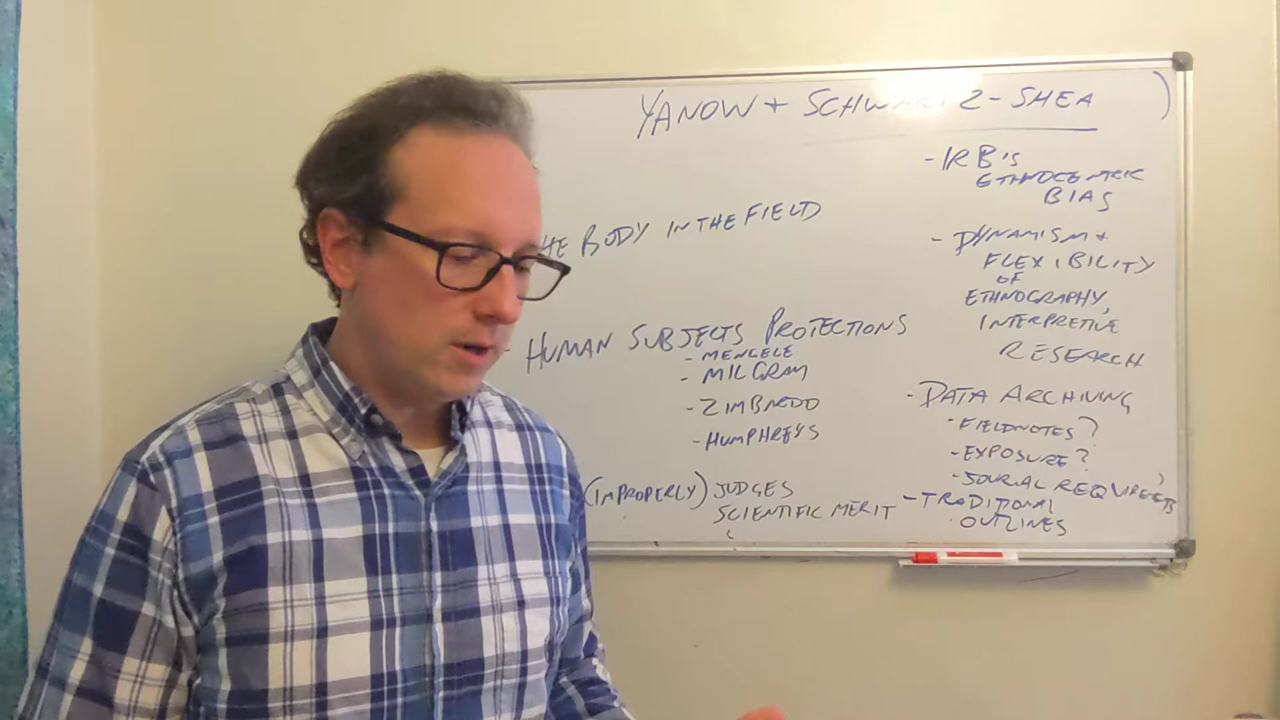 YANOW + SCHWARTZ-SHEA )
HE BODY IN THE FIELD
- HUMAN SUBJECTS PROTECTIONS
- MENGELE
- MILGRAM
- ZIMBARDO
- HUMPHREYS
(IMPROPERLY) JUDGES
SCIENTIFIC MERIT
- IRB's
ETHNOCENTRIC
BIAS
- DYNAMISM +
FLEXIBILITY
OF
ETHNOGRAPHY,
INTERPRETIVE
RESEARCH
- DATA ARCHIVING
- FIELDNOTES?
- EXPOSURE?
- JOURNAL
- TRADITIONAL
OUTLINES